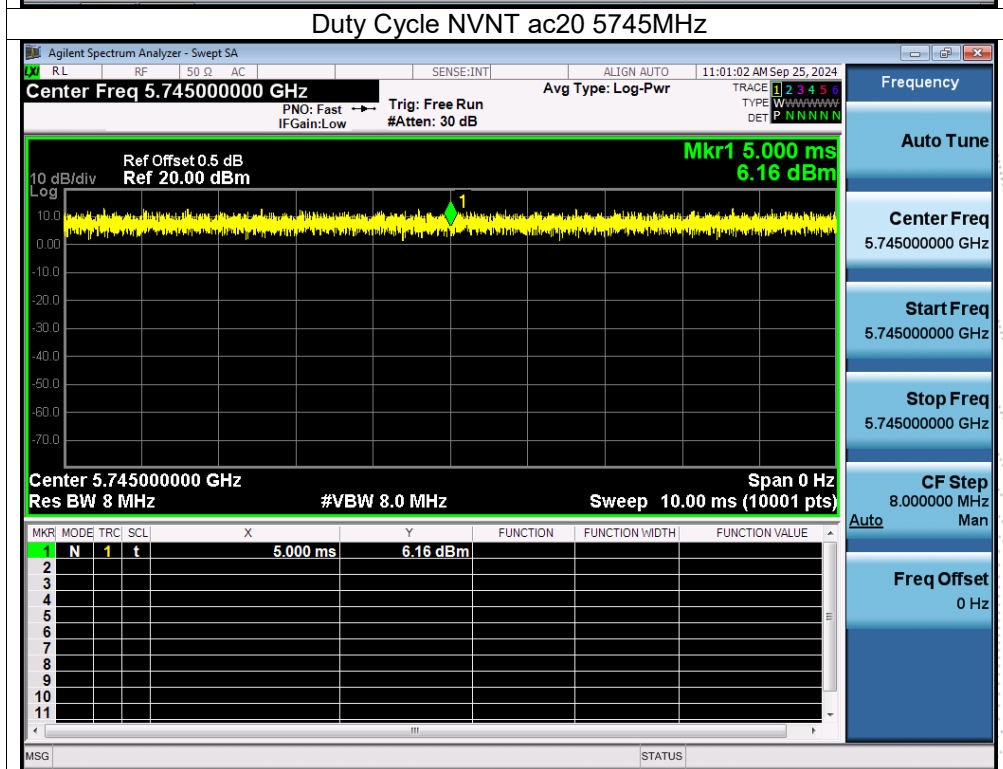 Duty Cycle NVNT ac20 5745MHz
Agilent Spectrum Analyzer - Swept SA
LXI RL RF 50 Ω AC SENSE:INT ALIGN AUTO 11:01:02 AM Sep 25, 2024
Center Freq 5.745000000 GHz Avg Type: Log-Pwr TRACE 1 2 3 4 5 6
PNO: Fast Trig: Free Run TYPE WWWWWW
IFGain:Low #Atten: 30 dB DET P N N N N N
Frequency
Auto Tune
Center Freq
5.745000000 GHz
Start Freq
5.745000000 GHz
Stop Freq
5.745000000 GHz
CF Step
8.000000 MHz
Auto Man
Freq Offset
0 Hz
Mkr1 5.000 ms
6.16 dBm
Ref Offset 0.5 dB
10 dB/div Ref 20.00 dBm
Log
1
10.0
0.00
-10.0
-20.0
-30.0
-40.0
-50.0
-60.0
-70.0
Center 5.745000000 GHz Span 0 Hz
Res BW 8 MHz #VBW 8.0 MHz Sweep 10.00 ms (10001 pts)
MKR MODE TRC SCL X Y FUNCTION FUNCTION WIDTH FUNCTION VALUE
1 N 1 t 5.000 ms 6.16 dBm
2
3
4
5
6
7
8
9
10
11
MSG STATUS